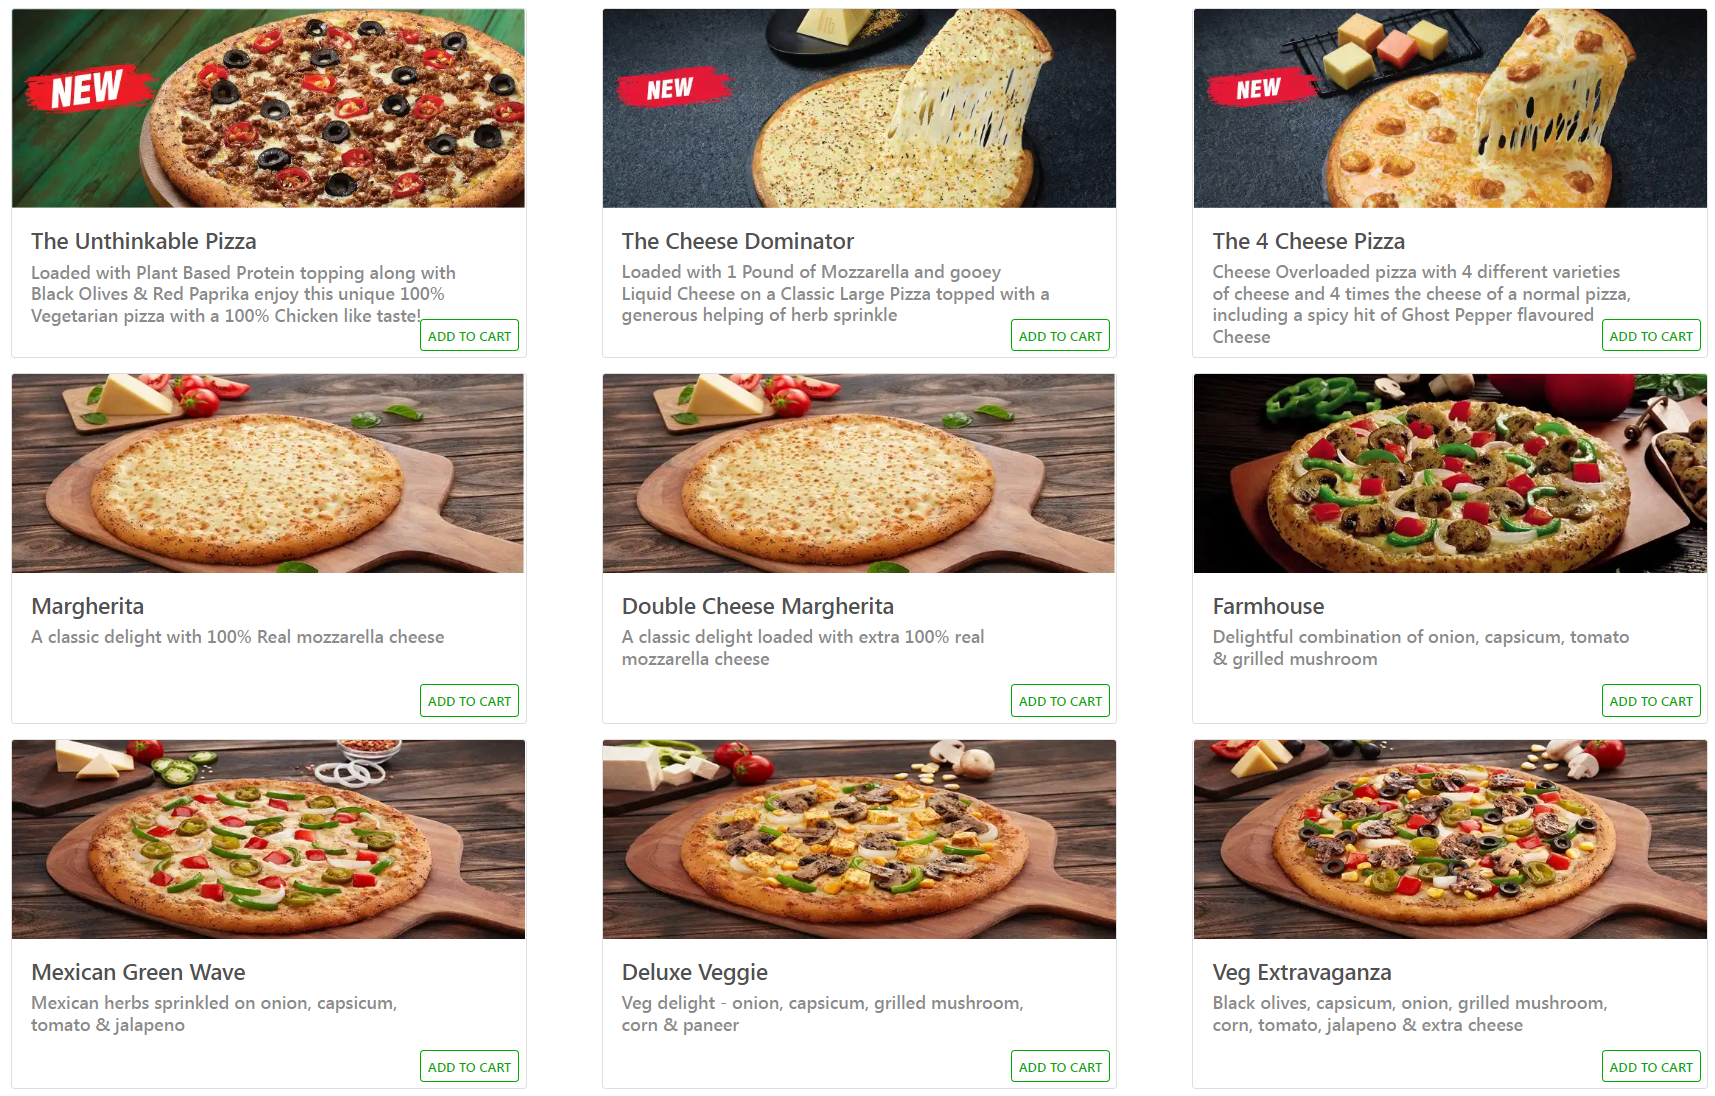 NEW
The Unthinkable Pizza
Loaded with Plant Based Protein topping along with
Black Olives & Red Paprika enjoy this unique 100%
Vegetarian pizza with a 100% Chicken like taste!
ADD TO CART
NEW
The Cheese Dominator
Loaded with 1 Pound of Mozzarella and gooey
Liquid Cheese on a Classic Large Pizza topped with a
generous helping of herb sprinkle
ADD TO CART
NEW
The 4 Cheese Pizza
Cheese Overloaded pizza with 4 different varieties
of cheese and 4 times the cheese of a normal pizza,
including a spicy hit of Ghost Pepper flavoured
Cheese
ADD TO CART
Margherita
A classic delight with 100% Real mozzarella cheese
ADD TO CART
Double Cheese Margherita
A classic delight loaded with extra 100% real
mozzarella cheese
ADD TO CART
Farmhouse
Delightful combination of onion, capsicum, tomato
& grilled mushroom
ADD TO CART
Mexican Green Wave
Mexican herbs sprinkled on onion, capsicum,
tomato & jalapeno
ADD TO CART
Deluxe Veggie
Veg delight - onion, capsicum, grilled mushroom,
corn & paneer
ADD TO CART
Veg Extravaganza
Black olives, capsicum, onion, grilled mushroom,
corn, tomato, jalapeno & extra cheese
ADD TO CART